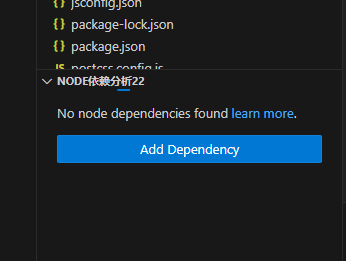 jsconfig.json
{ } package-lock.json
{ } package.json
JS postcss.config.js
NODE依赖分析22
No node dependencies found learn more.
Add Dependency